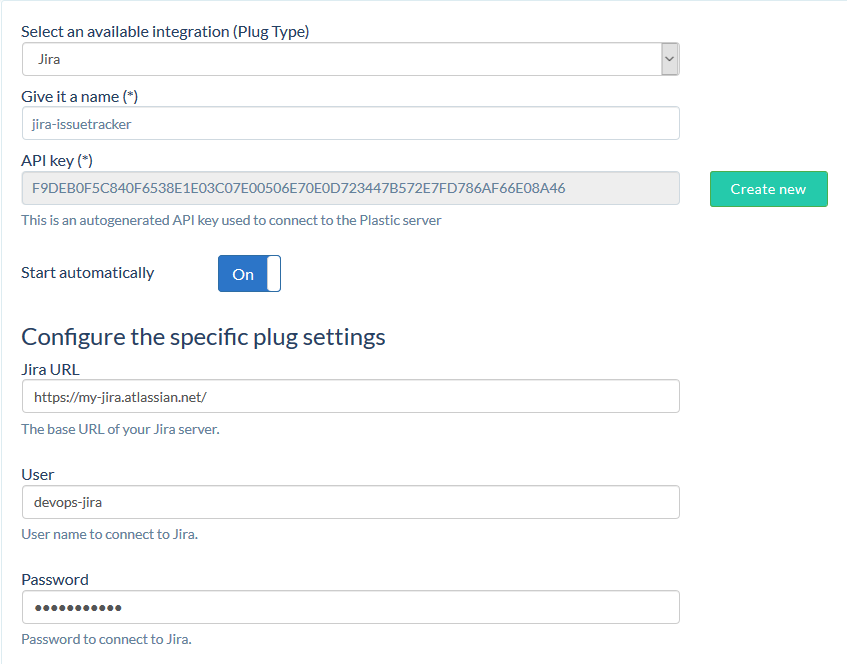 Select an available integration (Plug Type)
Jira
Give it a name (*)
jira-issuetracker
API key (*)
F9DEB0F5C840F6538E1E03C07E00506E70E0D723447B572E7FD786AF66E08A46
Create new
This is an autogenerated API key used to connect to the Plastic server
Start automatically
On
Configure the specific plug settings
Jira URL
https://my-jira.atlassian.net/
The base URL of your Jira server.
User
devops-jira
User name to connect to Jira.
Password
•••••••••••
Password to connect to Jira.